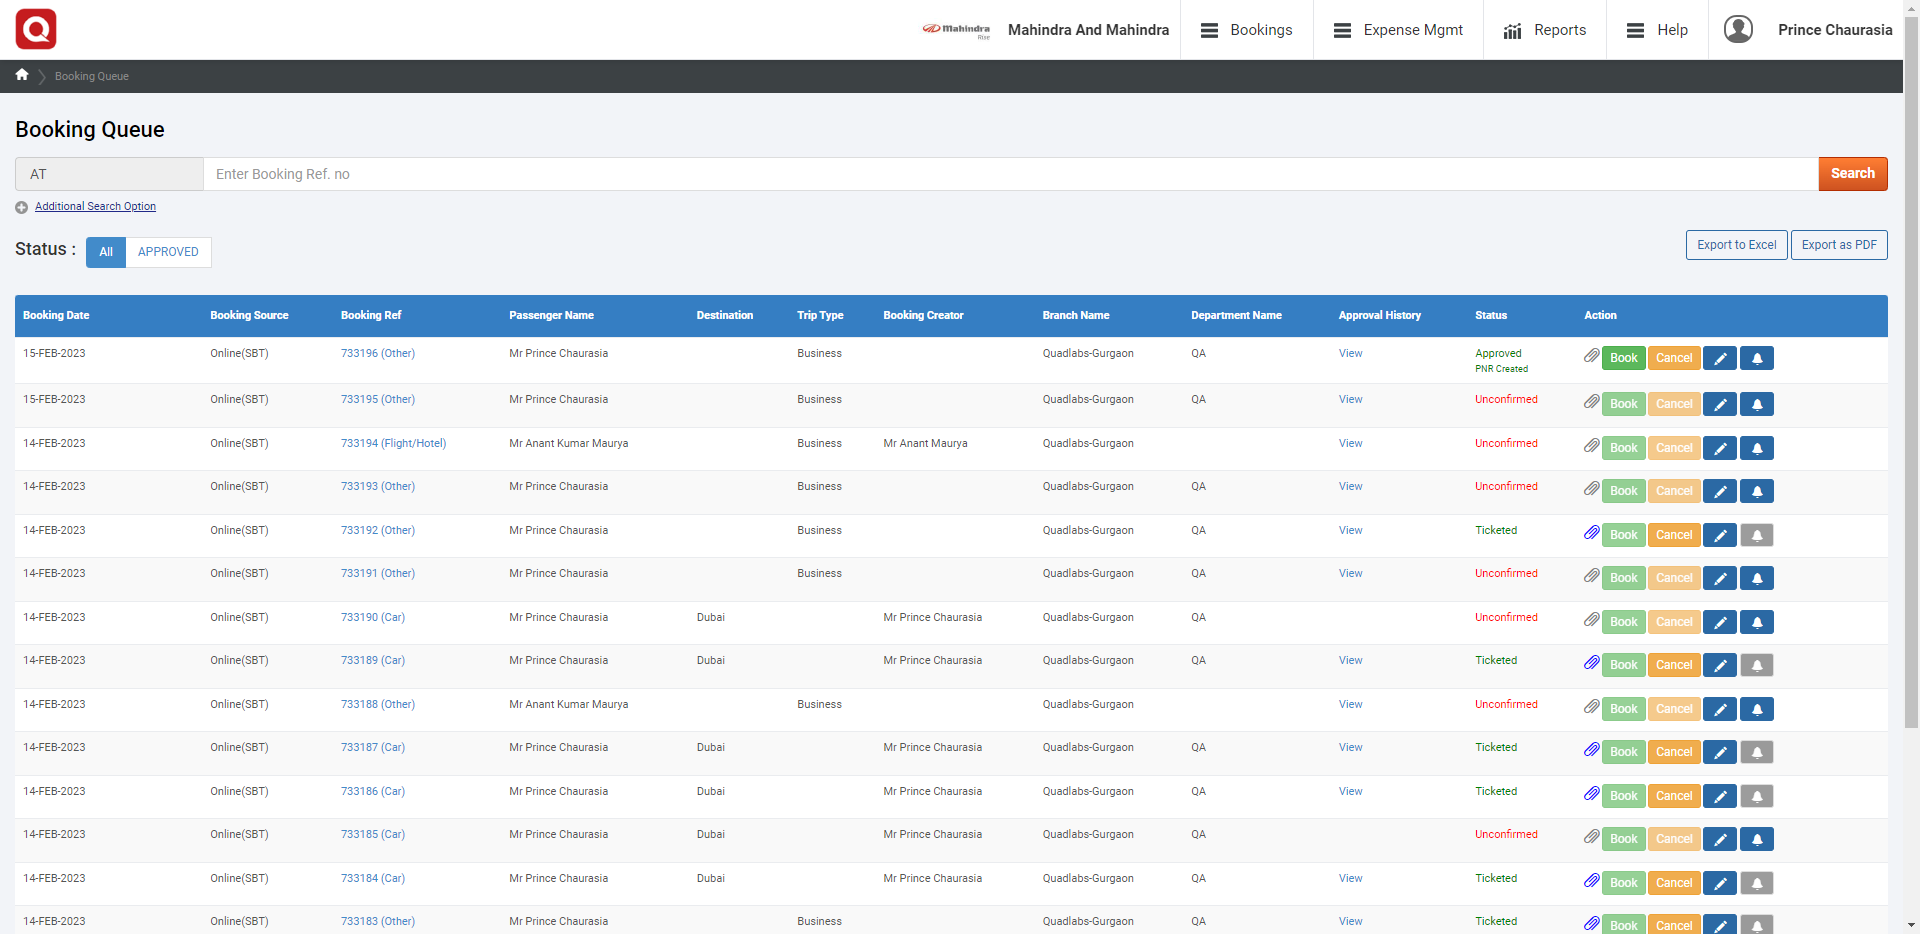 Q
Mahindra
Rise
Mahindra And Mahindra
Bookings
Expense Mgmt
Reports
Help
Prince Chaurasia
Booking Queue
Booking Queue
AT Enter Booking Ref. no Search
Additional Search Option
Status : All APPROVED Export to Excel Export as PDF
Booking Date Booking Source Booking Ref Passenger Name Destination Trip Type Booking Creator Branch Name Department Name Approval History Status Action
15-FEB-2023 Online(SBT) 733196 (Other) Mr Prince Chaurasia Business Quadlabs-Gurgaon QA View Approved Book Cancel
PNR Created
15-FEB-2023 Online(SBT) 733195 (Other) Mr Prince Chaurasia Business Quadlabs-Gurgaon QA View Unconfirmed Book Cancel
14-FEB-2023 Online(SBT) 733194 (Flight/Hotel) Mr Anant Kumar Maurya Business Mr Anant Maurya Quadlabs-Gurgaon View Unconfirmed Book Cancel
14-FEB-2023 Online(SBT) 733193 (Other) Mr Prince Chaurasia Business Quadlabs-Gurgaon QA View Unconfirmed Book Cancel
14-FEB-2023 Online(SBT) 733192 (Other) Mr Prince Chaurasia Business Quadlabs-Gurgaon QA View Ticketed Book Cancel
14-FEB-2023 Online(SBT) 733191 (Other) Mr Prince Chaurasia Business Quadlabs-Gurgaon QA View Unconfirmed Book Cancel
14-FEB-2023 Online(SBT) 733190 (Car) Mr Prince Chaurasia Dubai Mr Prince Chaurasia Quadlabs-Gurgaon QA Unconfirmed Book Cancel
14-FEB-2023 Online(SBT) 733189 (Car) Mr Prince Chaurasia Dubai Mr Prince Chaurasia Quadlabs-Gurgaon QA View Ticketed Book Cancel
14-FEB-2023 Online(SBT) 733188 (Other) Mr Anant Kumar Maurya Business Quadlabs-Gurgaon View Unconfirmed Book Cancel
14-FEB-2023 Online(SBT) 733187 (Car) Mr Prince Chaurasia Dubai Mr Prince Chaurasia Quadlabs-Gurgaon QA View Ticketed Book Cancel
14-FEB-2023 Online(SBT) 733186 (Car) Mr Prince Chaurasia Dubai Mr Prince Chaurasia Quadlabs-Gurgaon QA View Ticketed Book Cancel
14-FEB-2023 Online(SBT) 733185 (Car) Mr Prince Chaurasia Dubai Mr Prince Chaurasia Quadlabs-Gurgaon QA Unconfirmed Book Cancel
14-FEB-2023 Online(SBT) 733184 (Car) Mr Prince Chaurasia Dubai Mr Prince Chaurasia Quadlabs-Gurgaon QA View Ticketed Book Cancel
14-FEB-2023 Online(SBT) 733183 (Other) Mr Prince Chaurasia Business Quadlabs-Gurgaon QA View Ticketed Book Cancel